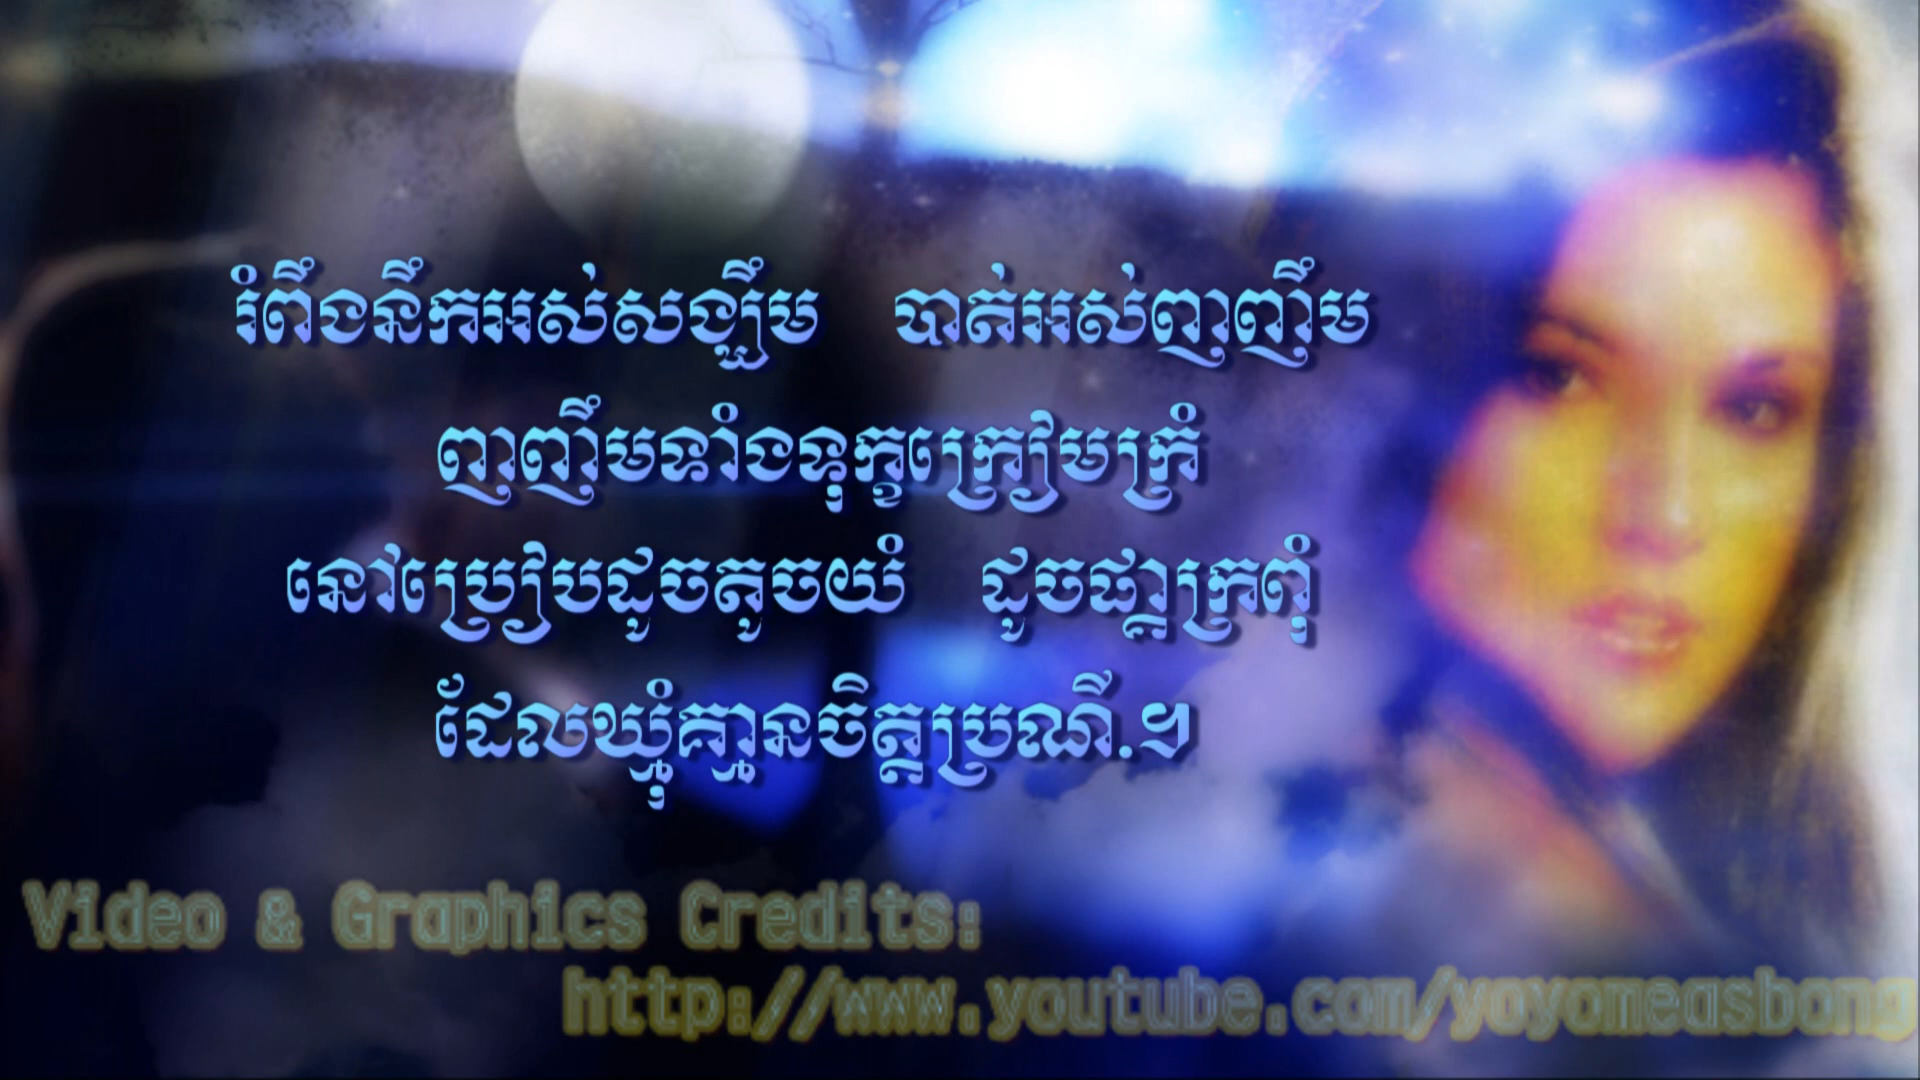 រំពឹងនឹកអស់សង្ឃឹម បាត់អស់ញញឹម
ញញឹមទាំងទុក្ខក្រៀមក្រំ
នៅប្រៀបដូចតូចយំ ដូចផ្កាក្រពុំ
ដែលឃ្មុំគ្មានចិត្តប្រណី.ៗ
Video & Graphics Credits:
http://www.youtube.com/yoyomeasbong